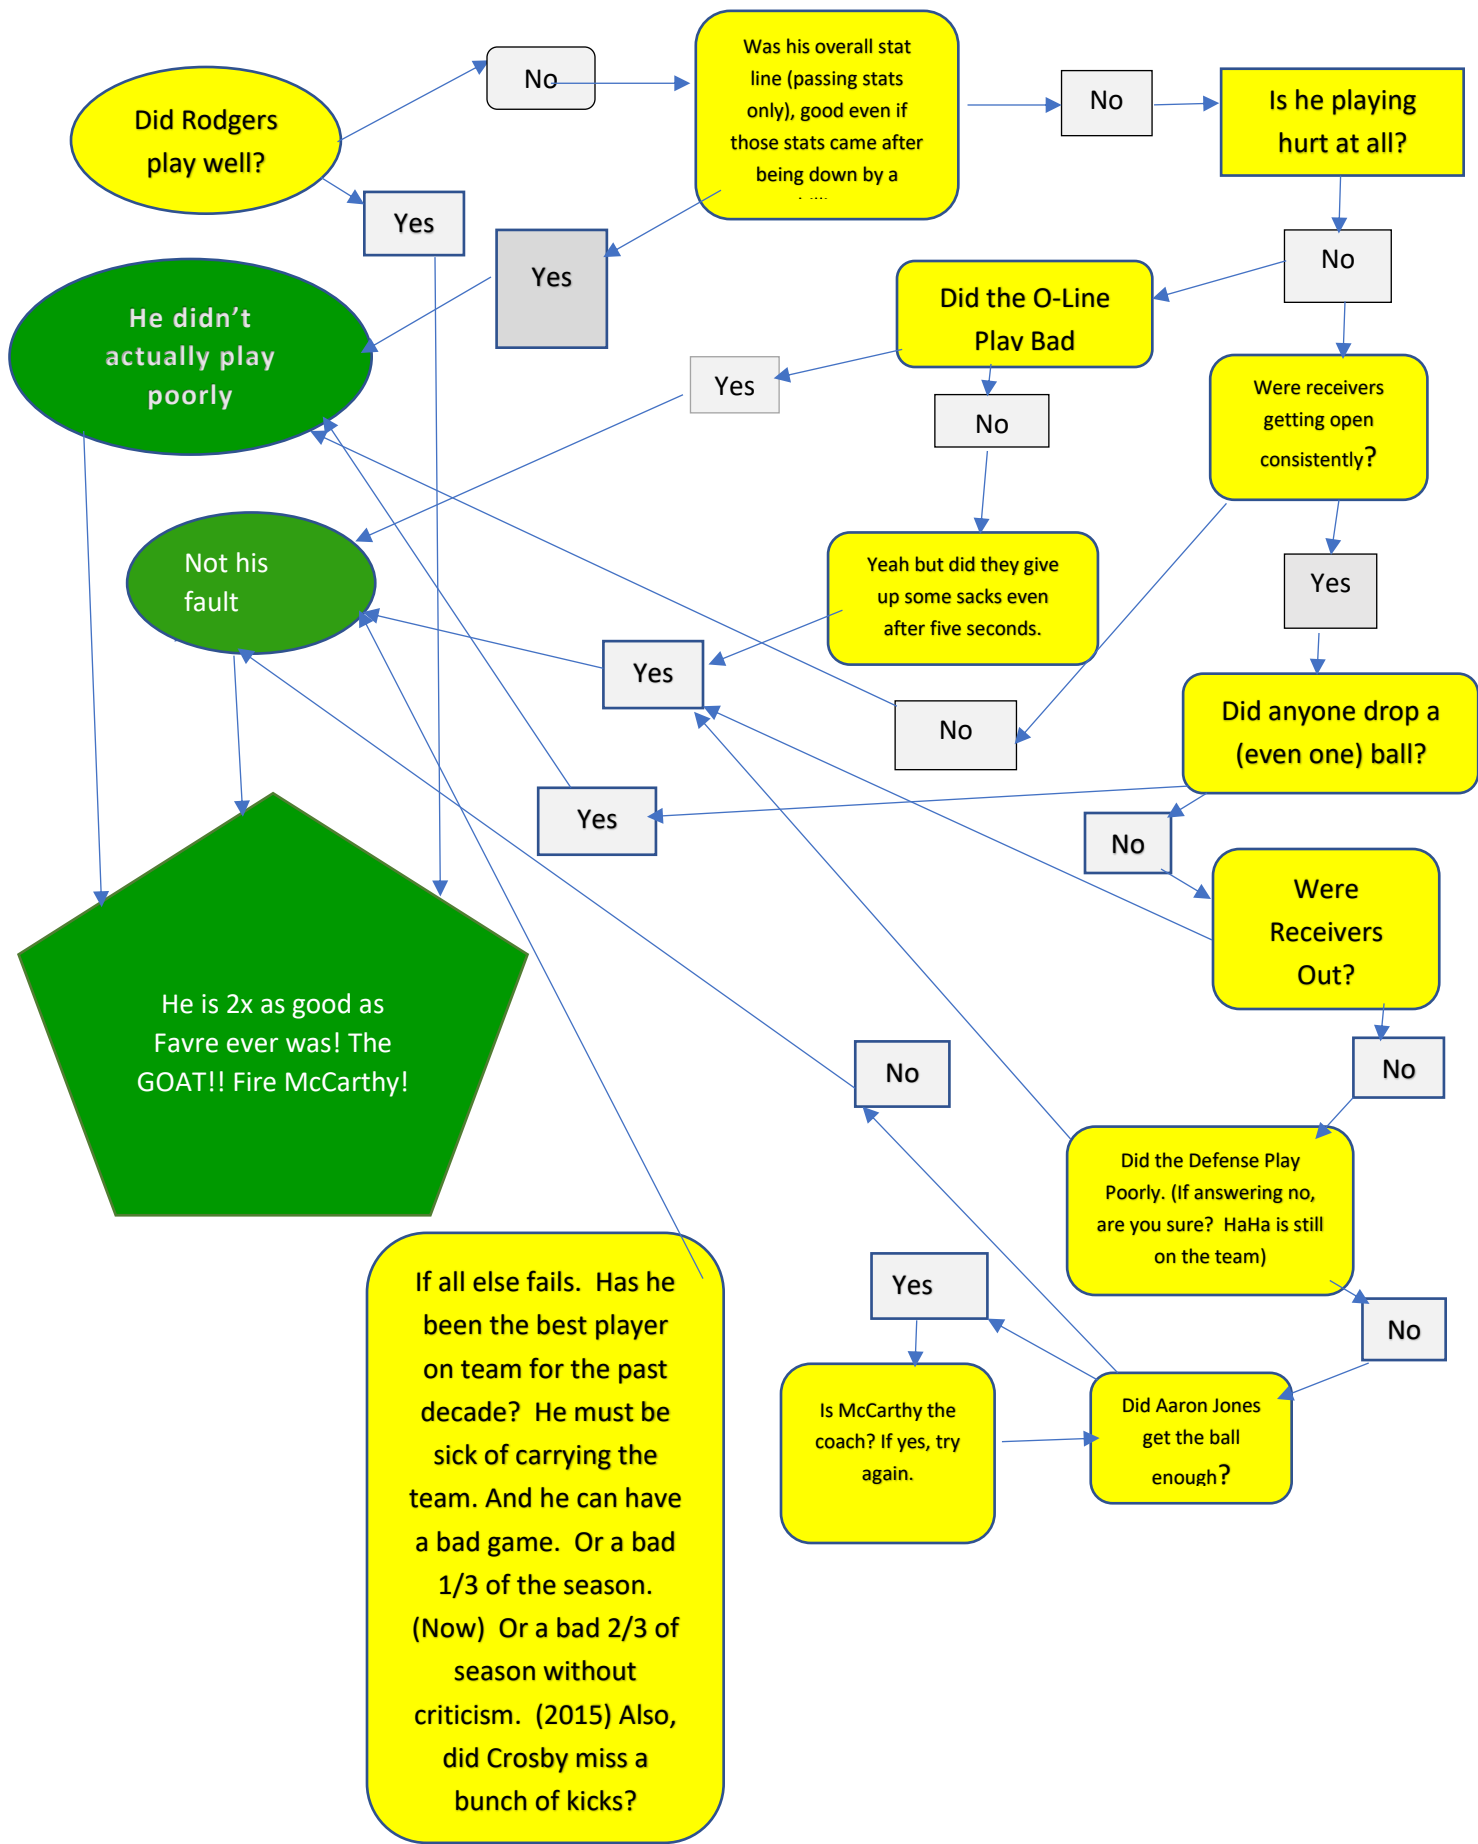 Did Rodgers
play well?
No
Was his overall stat
line (passing stats
only), good even if
those stats came after
being down by a
No
Is he playing
hurt at all?
Yes
Yes
No
He didn't
actually play
poorly
Did the O-Line
Play Bad
Yes
No
Were receivers
getting open
consistently?
Not his
fault
Yeah but did they give
up some sacks even
after five seconds.
Yes
Yes
No
Did anyone drop a
(even one) ball?
Yes
No
Were
Receivers
Out?
He is 2x as good as
Favre ever was! The
GOAT!! Fire McCarthy!
No
No
Did the Defense Play
Poorly. (If answering no,
are you sure?  HaHa is still
on the team)
Yes
No
Is McCarthy the
coach? If yes, try
again.
Did Aaron Jones
get the ball
enough?
If all else fails.  Has he
been the best player
on team for the past
decade?  He must be
sick of carrying the
team. And he can have
a bad game.  Or a bad
1/3 of the season.
(Now)  Or a bad 2/3 of
season without
criticism.  (2015) Also,
did Crosby miss a
bunch of kicks?